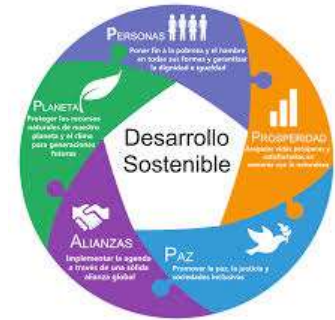 PERSONAS
Poner fin a la pobreza y el hambre
en todas sus formas y garantizar
la dignidad e igualdad
PLANETA
Proteger los recursos
naturales de nuestro
planeta y el clima
para generaciones
futuras
Desarrollo
Sostenible
PROSPERIDAD
Asegurar vidas prósperas y
satisfactorias en
armonía con la naturaleza
ALIANZAS
Implementar la agenda
a través de una sólida
alianza global
PAZ
Promover la paz, la justicia y
sociedades inclusivas